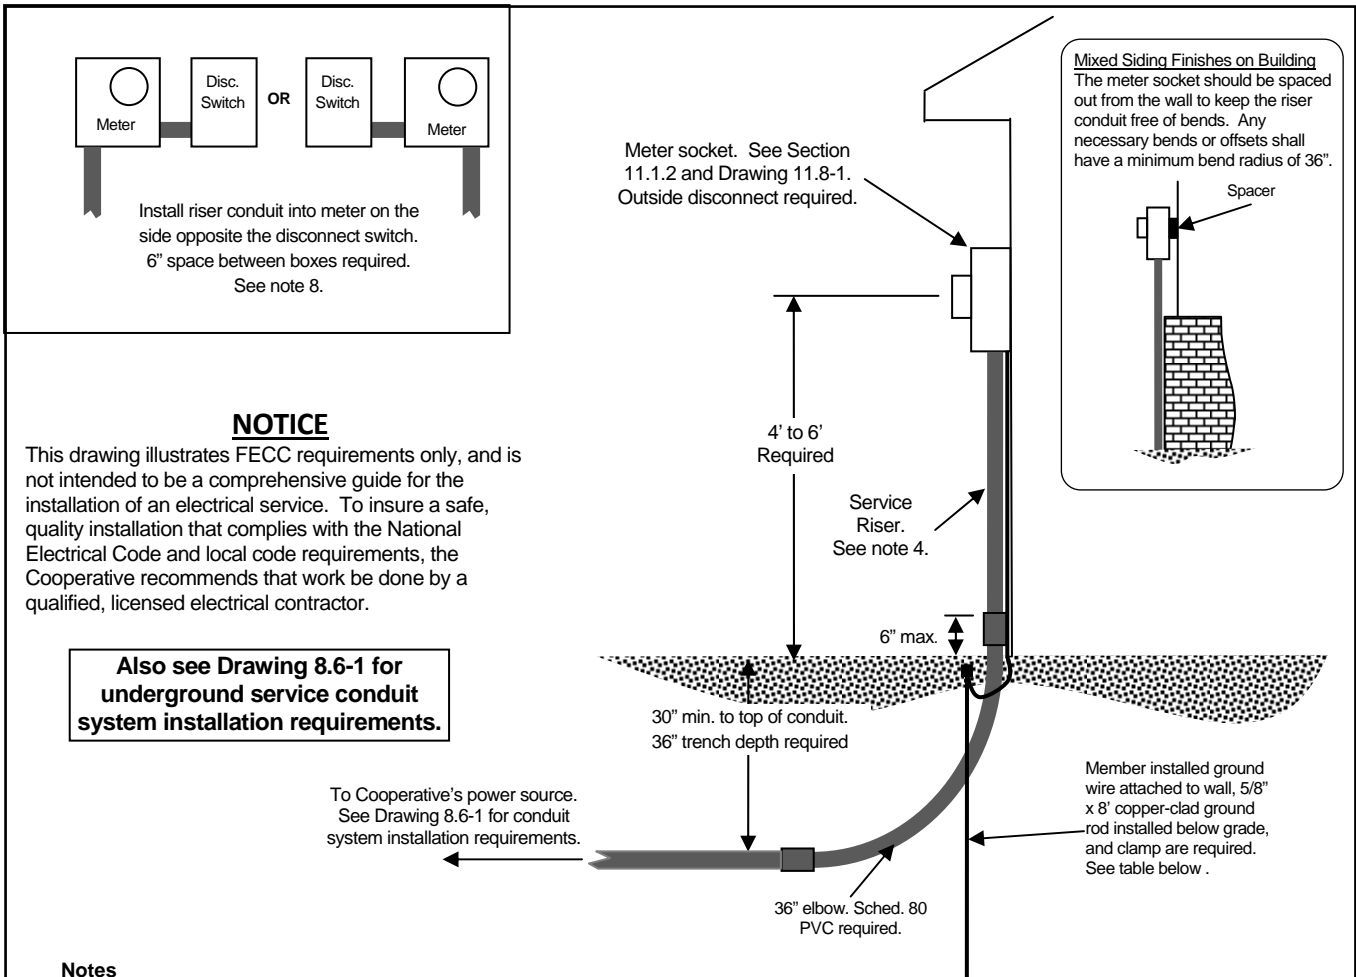 Disc.
Switch
Meter
OR
Disc.
Switch
Meter
Install riser conduit into meter on the
side opposite the disconnect switch.
6” space between boxes required.
See note 8.
Meter socket.  See Section
11.1.2 and Drawing 11.8-1.
Outside disconnect required.
Mixed Siding Finishes on Building
The meter socket should be spaced
out from the wall to keep the riser
conduit free of bends.  Any
necessary bends or offsets shall
have a minimum bend radius of 36”.
Spacer
NOTICE
This drawing illustrates FECC requirements only, and is
not intended to be a comprehensive guide for the
installation of an electrical service.  To insure a safe,
quality installation that complies with the National
Electrical Code and local code requirements, the
Cooperative recommends that work be done by a
qualified, licensed electrical contractor.
4’ to 6’
Required
Service
Riser.
See note 4.
6” max.
Also see Drawing 8.6-1 for
underground service conduit
system installation requirements.
30” min. to top of conduit.
36” trench depth required
To Cooperative’s power source.
See Drawing 8.6-1 for conduit
system installation requirements.
Member installed ground
wire attached to wall, 5/8”
x 8’ copper-clad ground
rod installed below grade,
and clamp are required.
See table below .
36” elbow. Sched. 80
PVC required.
Notes